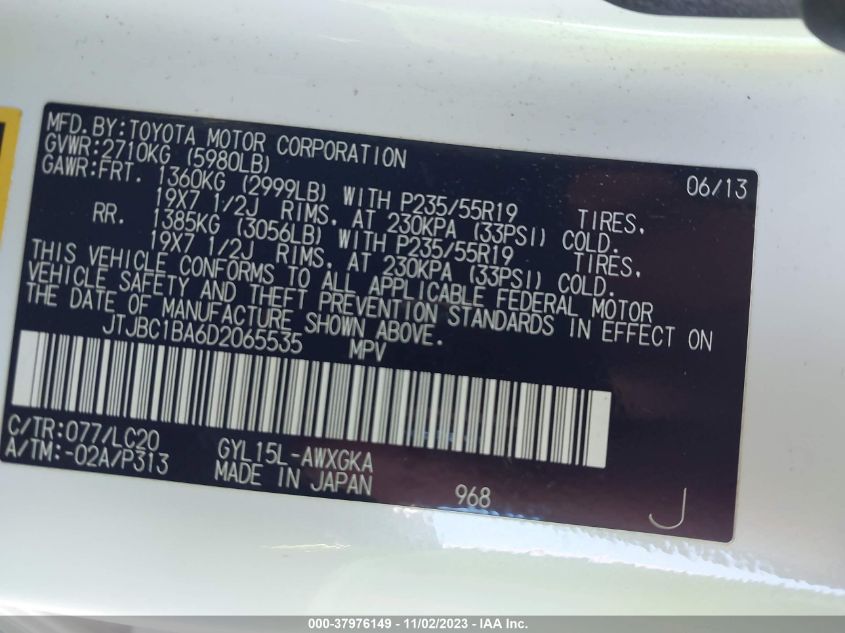 MFD.BY:TOYOTA MOTOR CORPORATION 06/13
GVWR:2710KG (5980LB)
GAWR:FRT. 1360KG (2999LB) WITH P235/55R19 TIRES,
19X7 1/2J RIMS, AT 230KPA (33PSI) COLD.
RR. 1385KG (3056LB) WITH P235/55R19 TIRES,
19X7 1/2J RIMS, AT 230KPA (33PSI) COLD.
THIS VEHICLE CONFORMS TO ALL APPLICABLE FEDERAL MOTOR
VEHICLE SAFETY AND THEFT PREVENTION STANDARDS IN EFFECT ON
THE DATE OF MANUFACTURE SHOWN ABOVE.
JTJBC1BA6D2065535 MPV
C/TR:077/LC20 GYL15L-AWXGKA
A/TM:-02A/P313 MADE IN JAPAN 968 J
000-37976149 - 11/02/2023 - IAAI.COM